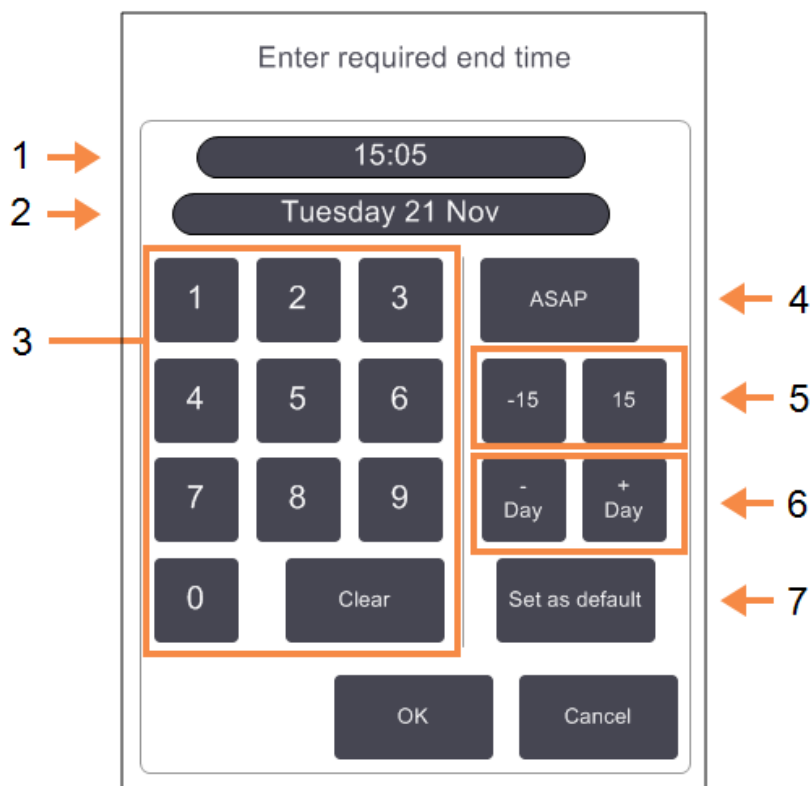 Enter required end time
1
15:05
2
Tuesday 21 Nov
3
1 2 3
4 5 6
7 8 9
0 Clear
ASAP
4
-15 15
5
- Day
+ Day
6
Set as default
7
OK Cancel